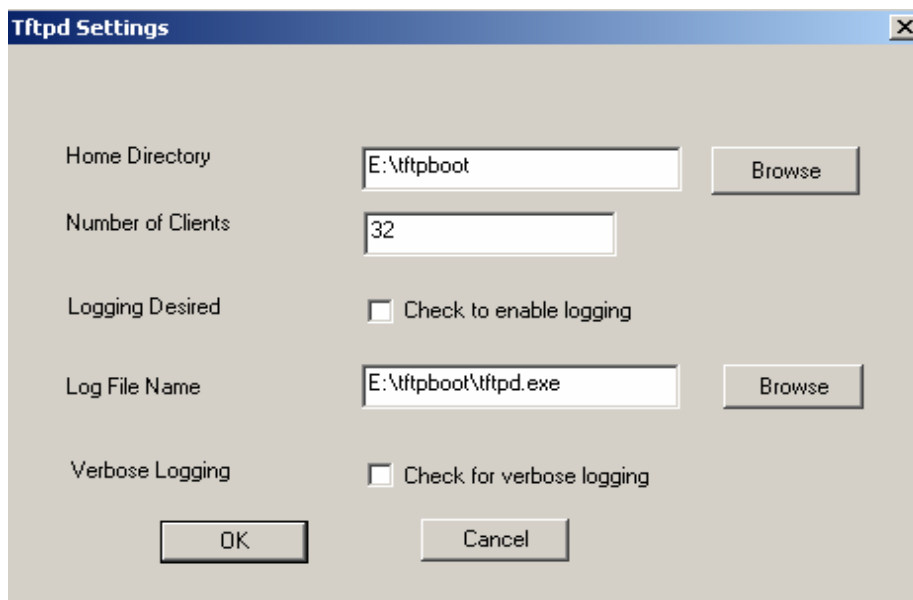 Tftpd Settings
Home Directory
E:\tftpboot
Browse
Number of Clients
32
Logging Desired
Check to enable logging
Log File Name
E:\tftpboot\tftpd.exe
Browse
Verbose Logging
Check for verbose logging
OK
Cancel